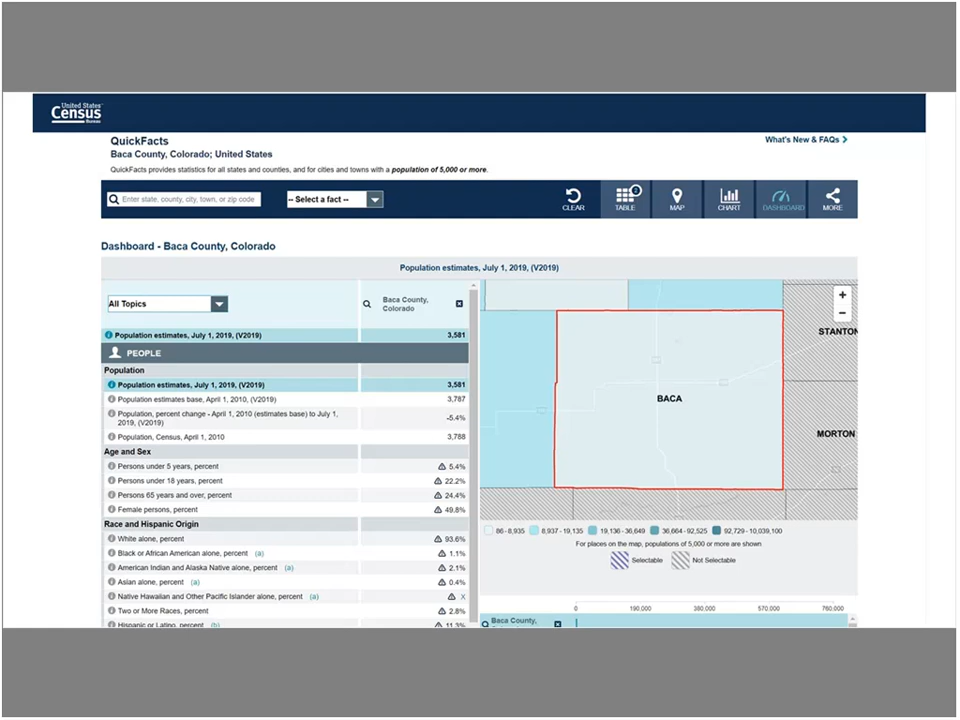 United States
Census
Bureau
QuickFacts
Baca County, Colorado; United States
What's New & FAQs
QuickFacts provides statistics for all states and counties, and for cities and towns with a population of 5,000 or more.
Enter state, county, city, town, or zip code
-- Select a fact --
CLEAR
2
TABLE
MAP
CHART
DASHBOARD
MORE
Dashboard - Baca County, Colorado
Population estimates, July 1, 2019, (V2019)
All Topics
Baca County,
Colorado
Population estimates, July 1, 2019, (V2019) 3,581
PEOPLE
Population
Population estimates, July 1, 2019, (V2019) 3,581
Population estimates base, April 1, 2010, (V2019) 3,787
Population, percent change - April 1, 2010 (estimates base) to July 1,
2019, (V2019) -5.4%
Population, Census, April 1, 2010 3,788
Age and Sex
Persons under 5 years, percent 5.4%
Persons under 18 years, percent 22.2%
Persons 65 years and over, percent 24.4%
Female persons, percent 49.8%
Race and Hispanic Origin
White alone, percent 93.6%
Black or African American alone, percent (a) 1.1%
American Indian and Alaska Native alone, percent (a) 2.1%
Asian alone, percent (a) 0.4%
Native Hawaiian and Other Pacific Islander alone, percent (a) X
Two or More Races, percent 2.8%
Hispanic or Latino, percent (b) 11.3%
+
−
STANTON
BACA
MORTON
86 - 8,935 8,937 - 19,135 19,136 - 36,649 36,664 - 92,525 92,729 - 10,039,100
For places on the map, populations of 5,000 or more are shown
Selectable Not Selectable
0 190,000 380,000 570,000 760,000
Baca County,